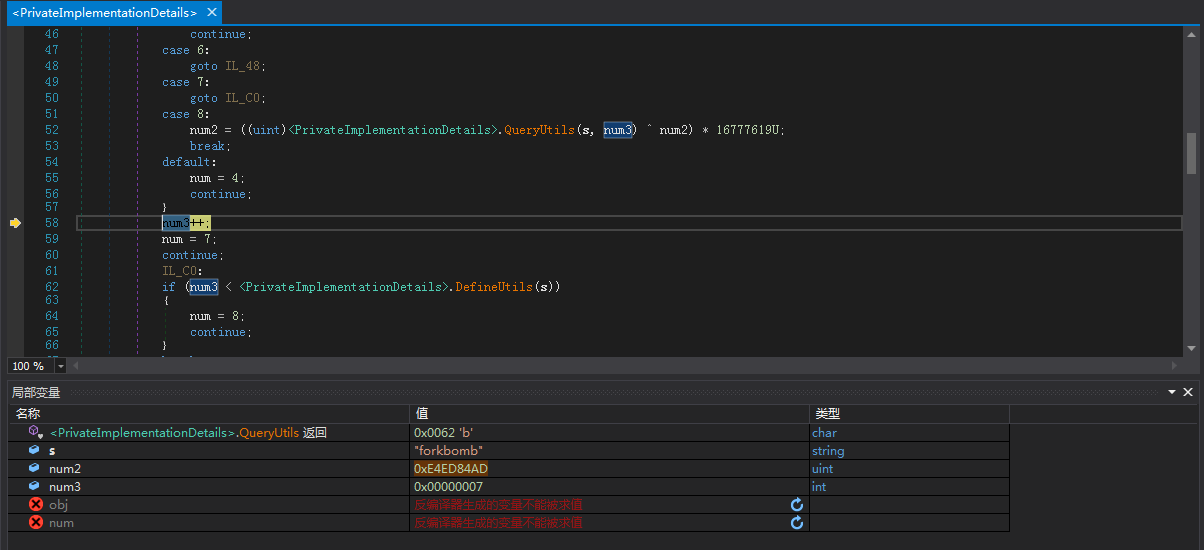 <PrivateImplementationDetails> ×
46 continue;
47 case 6:
48 goto IL_48;
49 case 7:
50 goto IL_C0;
51 case 8:
52 num2 = ((uint)<PrivateImplementationDetails>.QueryUtils(s, num3) ^ num2) * 16777619U;
53 break;
54 default:
55 num = 4;
56 continue;
57 }
58 num3++;
59 num = 7;
60 continue;
61 IL_C0:
62 if (num3 < <PrivateImplementationDetails>.DefineUtils(s))
63 {
64 num = 8;
65 continue;
66 }
100 %
局部变量
名称 值 类型
<PrivateImplementationDetails>.QueryUtils 返回 0x0062 'b' char
s "forkbomb" string
num2 0xE4ED84AD uint
num3 0x00000007 int
obj 反编译器生成的变量不能被求值
num 反编译器生成的变量不能被求值